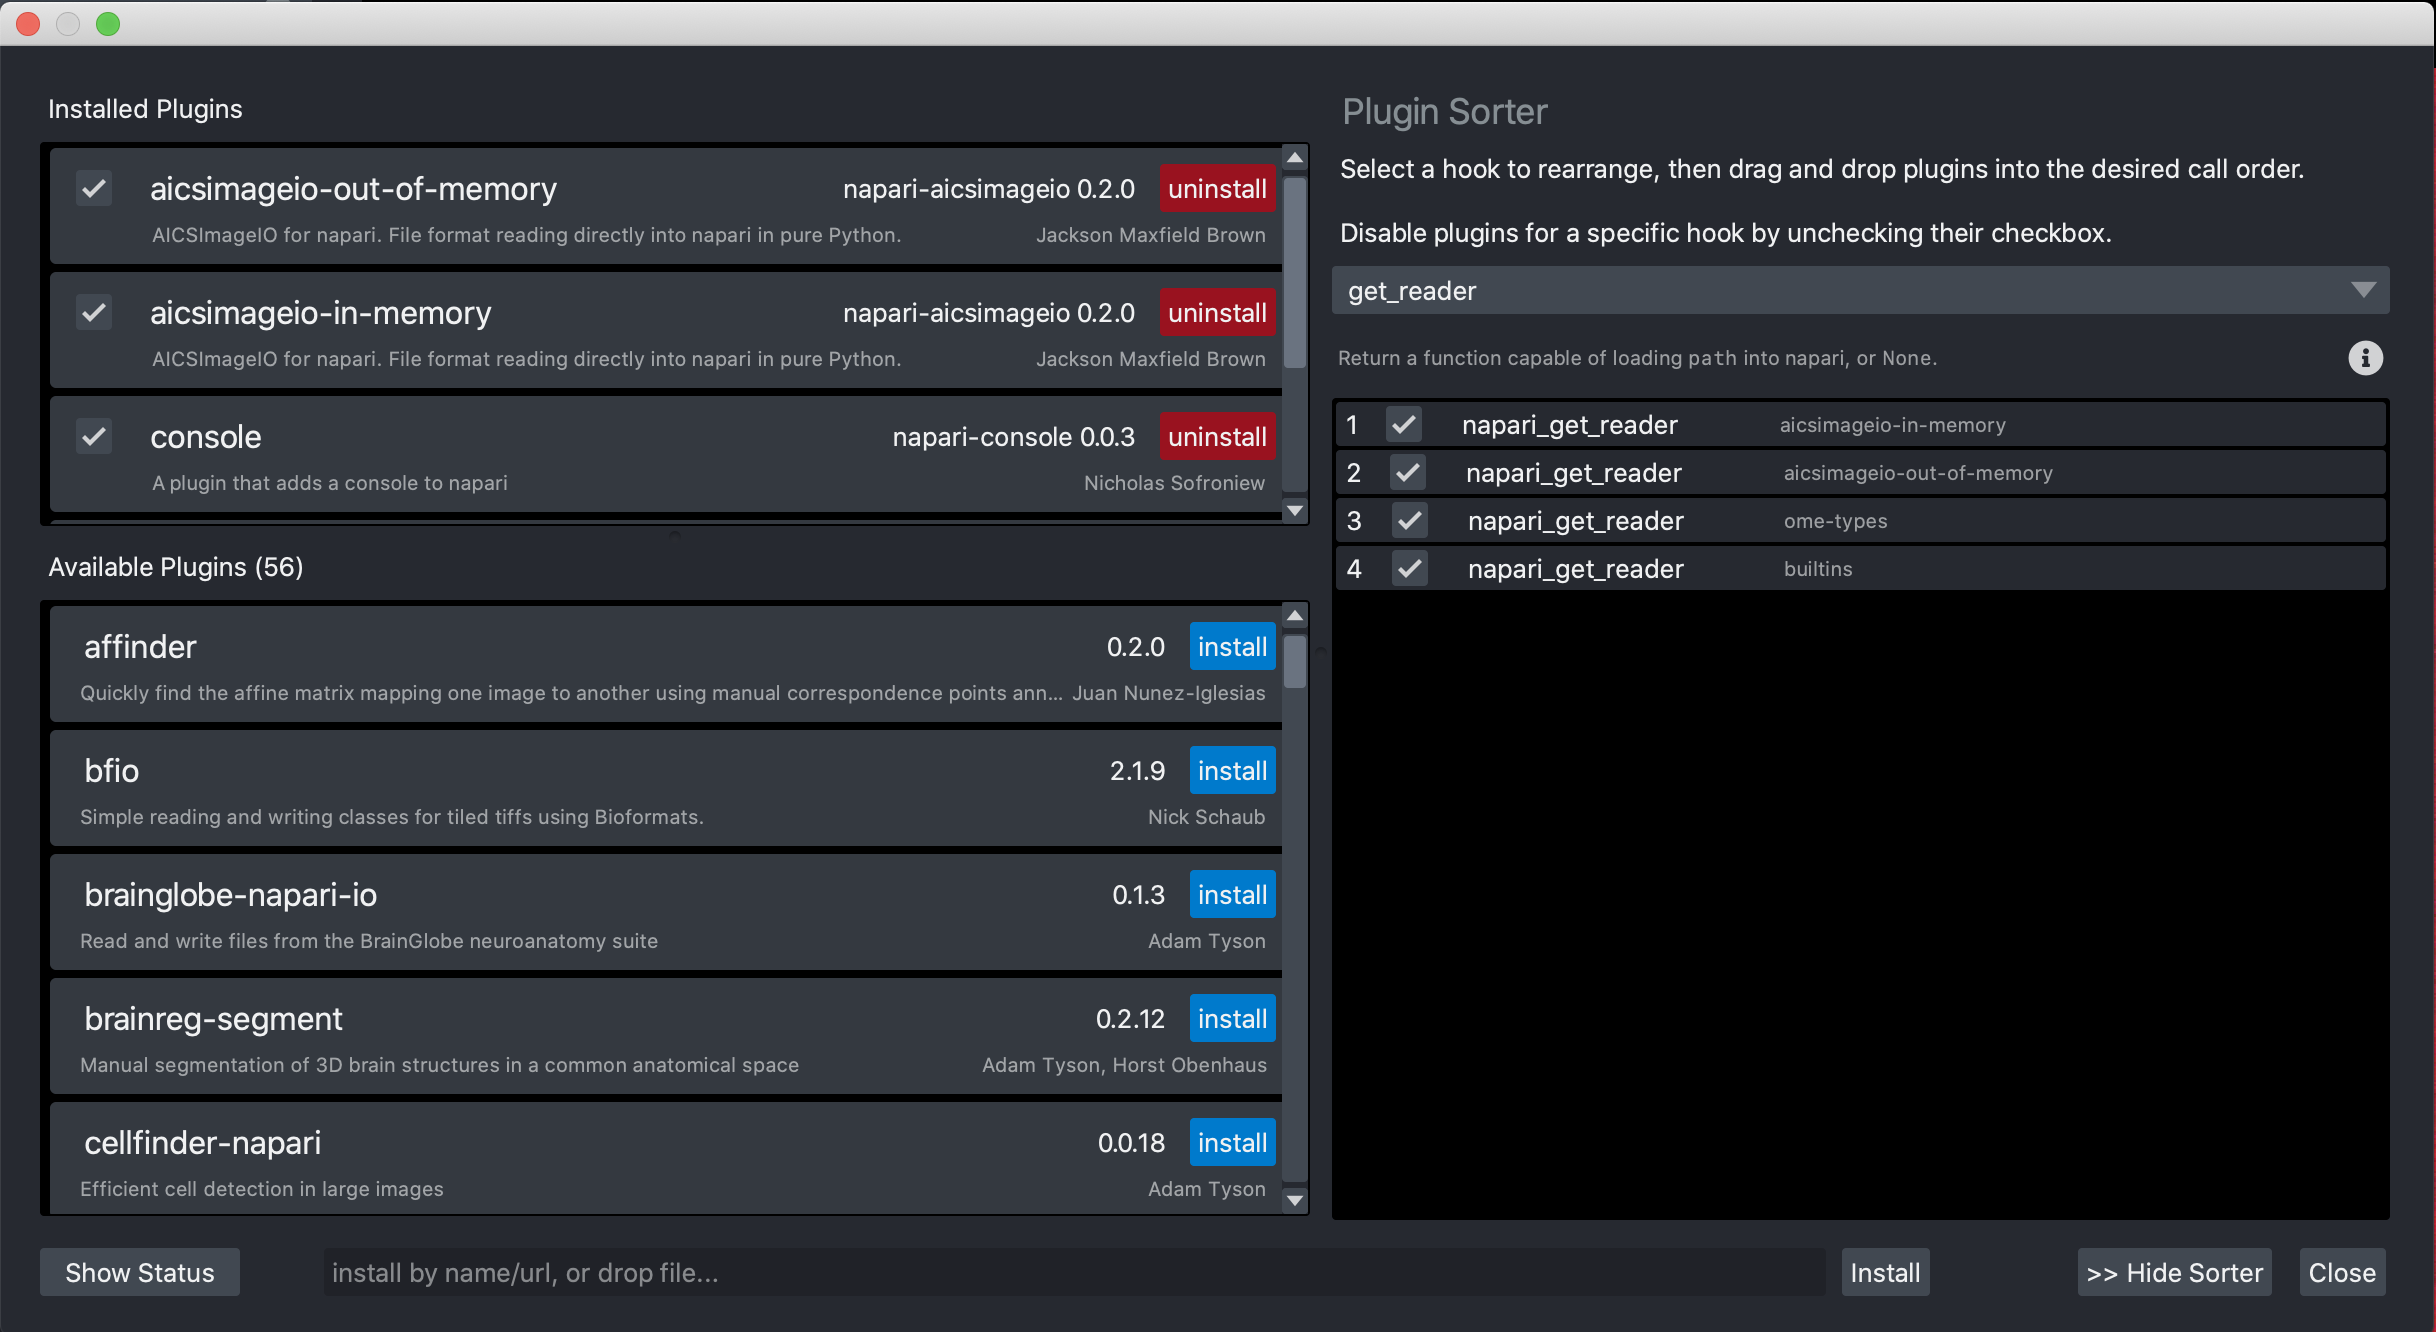 Installed Plugins
aicsimageio-out-of-memory napari-aicsimageio 0.2.0 uninstall
AICSImageIO for napari. File format reading directly into napari in pure Python. Jackson Maxfield Brown
aicsimageio-in-memory napari-aicsimageio 0.2.0 uninstall
AICSImageIO for napari. File format reading directly into napari in pure Python. Jackson Maxfield Brown
console napari-console 0.0.3 uninstall
A plugin that adds a console to napari Nicholas Sofroniew
Available Plugins (56)
affinder 0.2.0 install
Quickly find the affine matrix mapping one image to another using manual correspondence points ann... Juan Nunez-Iglesias
bfio 2.1.9 install
Simple reading and writing classes for tiled tiffs using Bioformats. Nick Schaub
brainglobe-napari-io 0.1.3 install
Read and write files from the BrainGlobe neuroanatomy suite Adam Tyson
brainreg-segment 0.2.12 install
Manual segmentation of 3D brain structures in a common anatomical space Adam Tyson, Horst Obenhaus
cellfinder-napari 0.0.18 install
Efficient cell detection in large images Adam Tyson
Plugin Sorter
Select a hook to rearrange, then drag and drop plugins into the desired call order.
Disable plugins for a specific hook by unchecking their checkbox.
get_reader
Return a function capable of loading path into napari, or None.
1 napari_get_reader aicsimageio-in-memory
2 napari_get_reader aicsimageio-out-of-memory
3 napari_get_reader ome-types
4 napari_get_reader builtins
Show Status install by name/url, or drop file... Install >> Hide Sorter Close